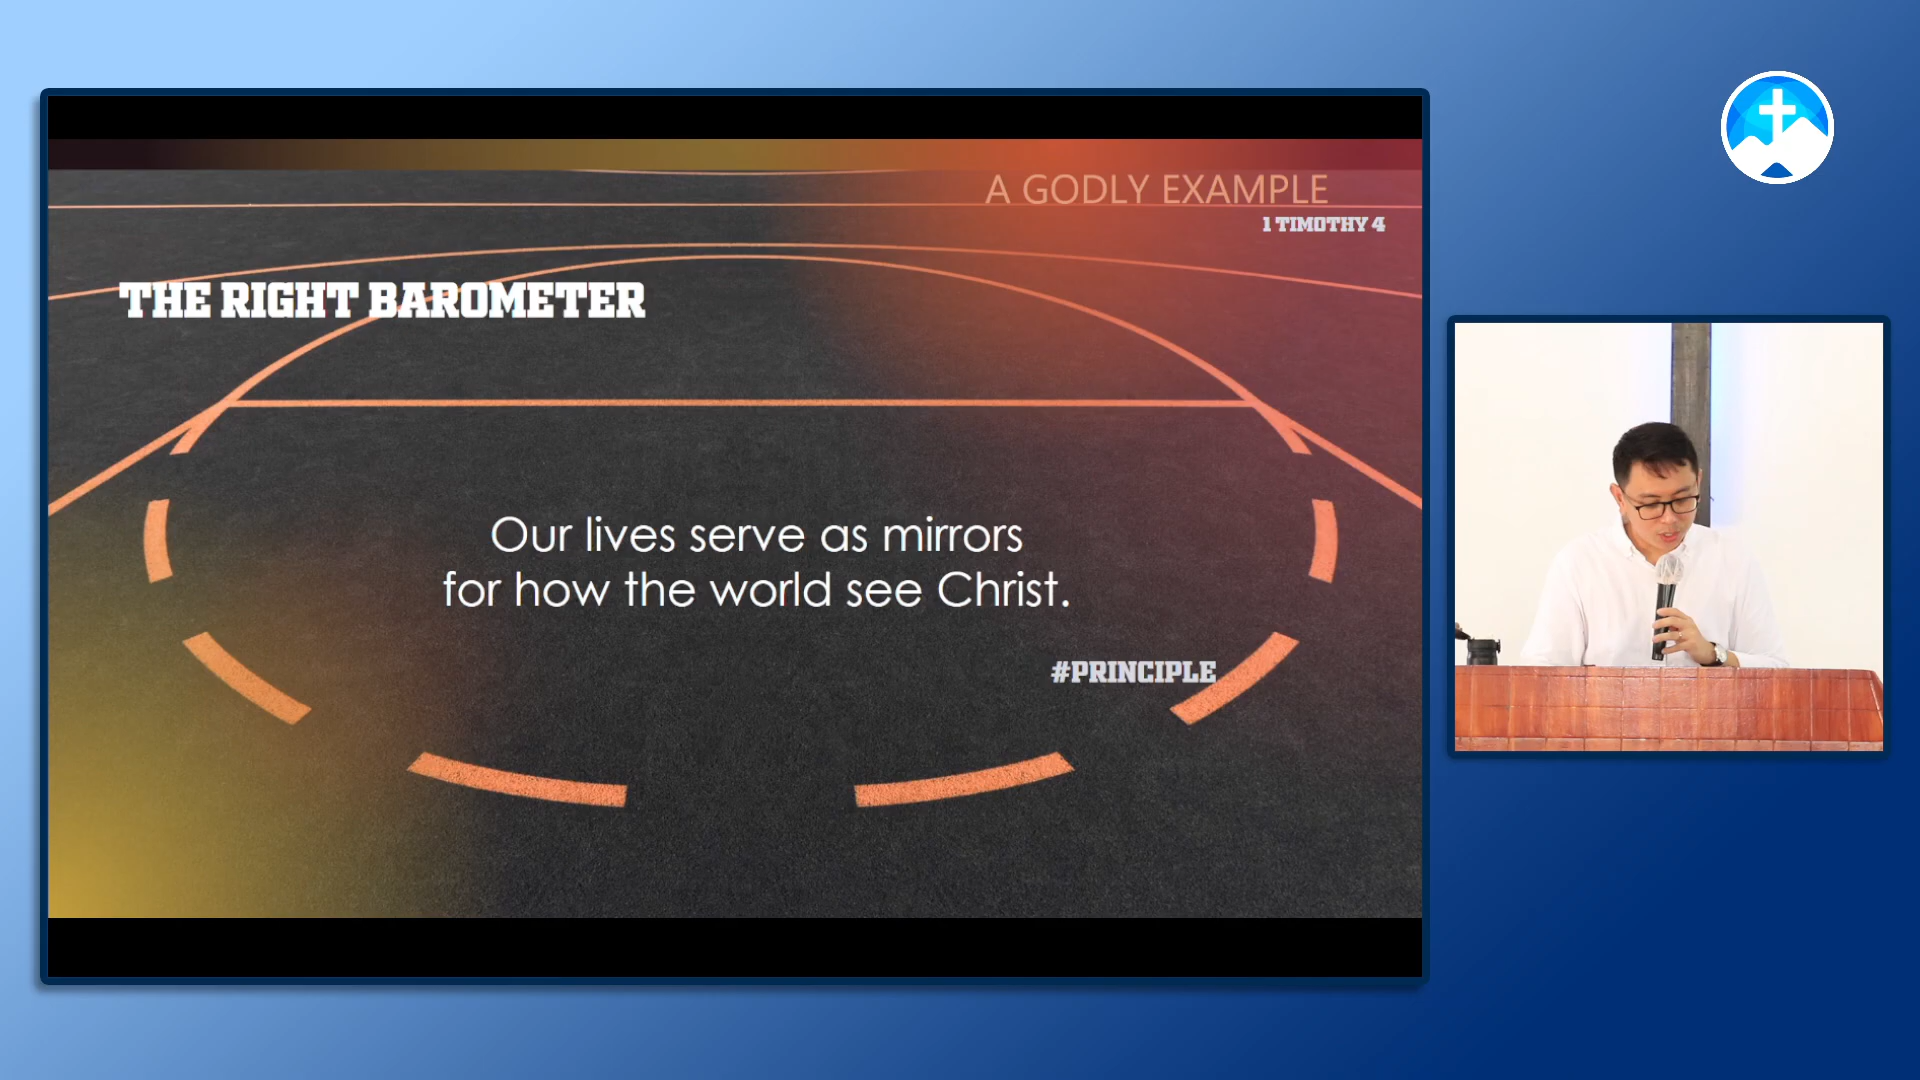 A GODLY EXAMPLE
1 TIMOTHY 4
THE RIGHT BAROMETER
Our lives serve as mirrors
for how the world see Christ.
#PRINCIPLE